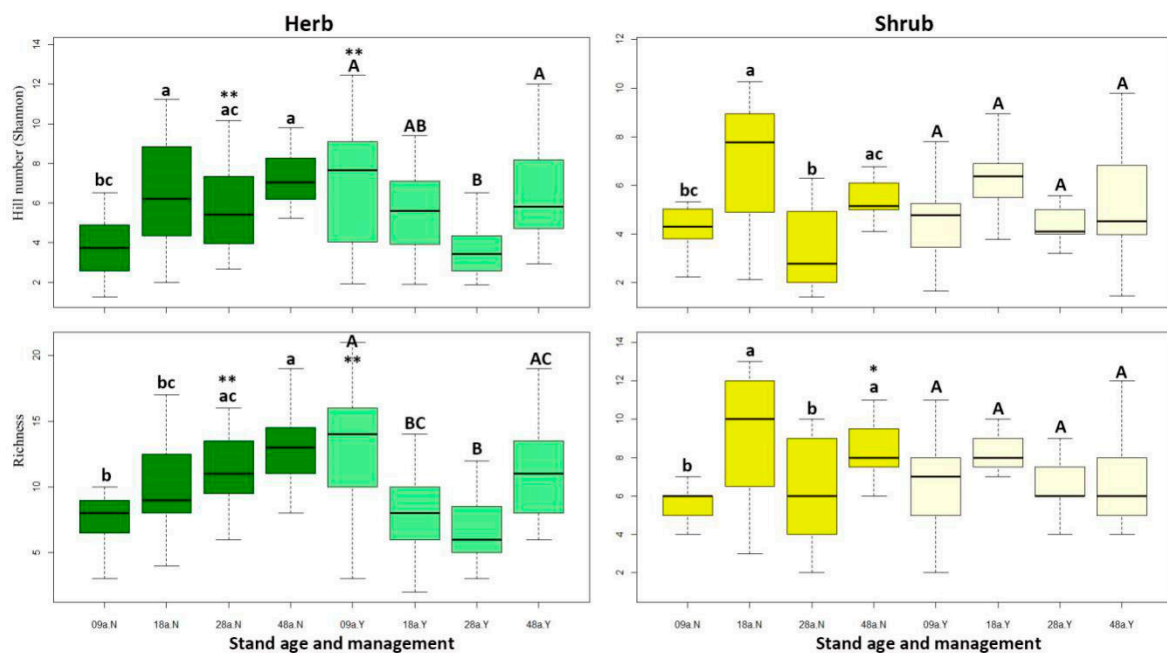 Herb
Shrub
Hill number (Shannon)
14
12
10
8
6
4
2
bc
a
**
ac
a
**
A
AB
B
A
12
10
8
6
4
2
bc
a
b
ac
A
A
A
A
Richness
20
15
10
5
b
bc
**
ac
a
A
**
BC
B
AC
14
12
10
8
6
4
2
b
a
b
*
a
A
A
A
A
09a.N 18a.N 28a.N 48a.N 09a.Y 18a.Y 28a.Y 48a.Y
09a.N 18a.N 28a.N 48a.N 09a.Y 18a.Y 28a.Y 48a.Y
Stand age and management
Stand age and management